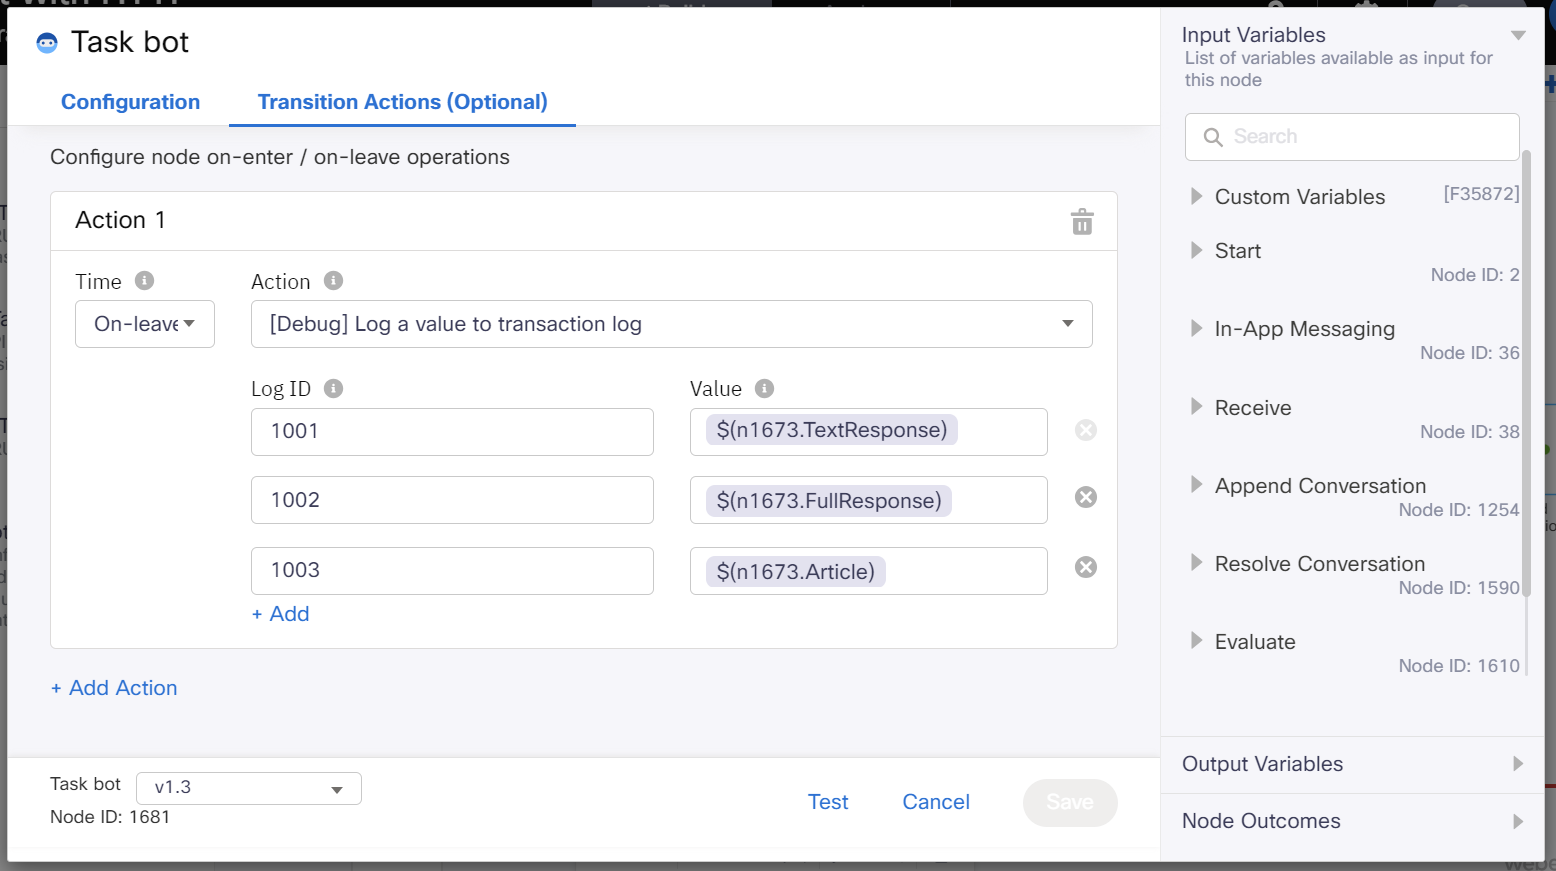 Task bot
Configuration
Transition Actions (Optional)
Configure node on-enter / on-leave operations
Action 1
Time
Action
On-leave
[Debug] Log a value to transaction log
Log ID
Value
1001
$(n1673.TextResponse)
1002
$(n1673.FullResponse)
1003
$(n1673.Article)
+ Add
+ Add Action
Task bot
v1.3
Node ID: 1681
Test
Cancel
Save
Input Variables
List of variables available as input for
this node
Search
Custom Variables
[F35872]
Start
Node ID: 2
In-App Messaging
Node ID: 36
Receive
Node ID: 38
Append Conversation
Node ID: 1254
Resolve Conversation
Node ID: 1590
Evaluate
Node ID: 1610
Output Variables
Node Outcomes